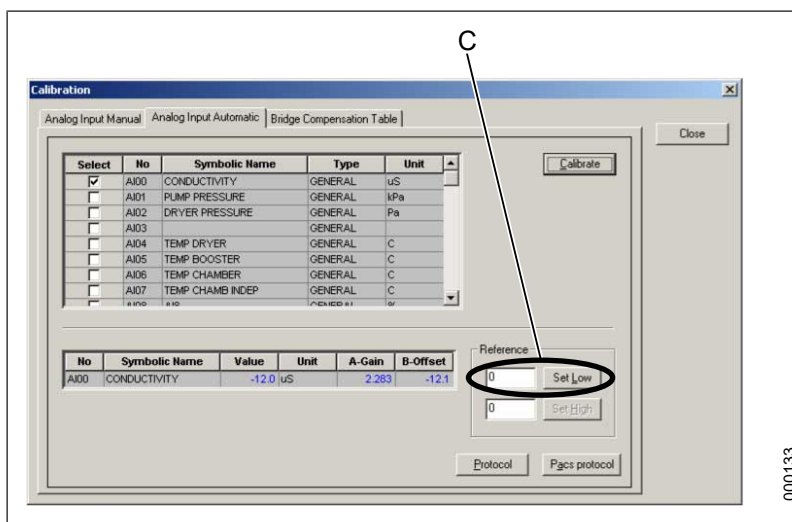 C
Calibration
Analog Input Manual Analog Input Automatic Bridge Compensation Table
Close
Select No Symbolic Name Type Unit
AI00 CONDUCTIVITY GENERAL uS
AI01 PUMP PRESSURE GENERAL kPa
AI02 DRYER PRESSURE GENERAL Pa
AI03 GENERAL
AI04 TEMP DRYER GENERAL C
AI05 TEMP BOOSTER GENERAL C
AI06 TEMP CHAMBER GENERAL C
AI07 TEMP CHAMB INDEP GENERAL C
Calibrate
No Symbolic Name Value Unit A-Gain B-Offset
AI00 CONDUCTIVITY -12.0 uS 2.283 -12.1
Reference
0 Set Low
0 Set High
Protocol Pacs protocol
000133